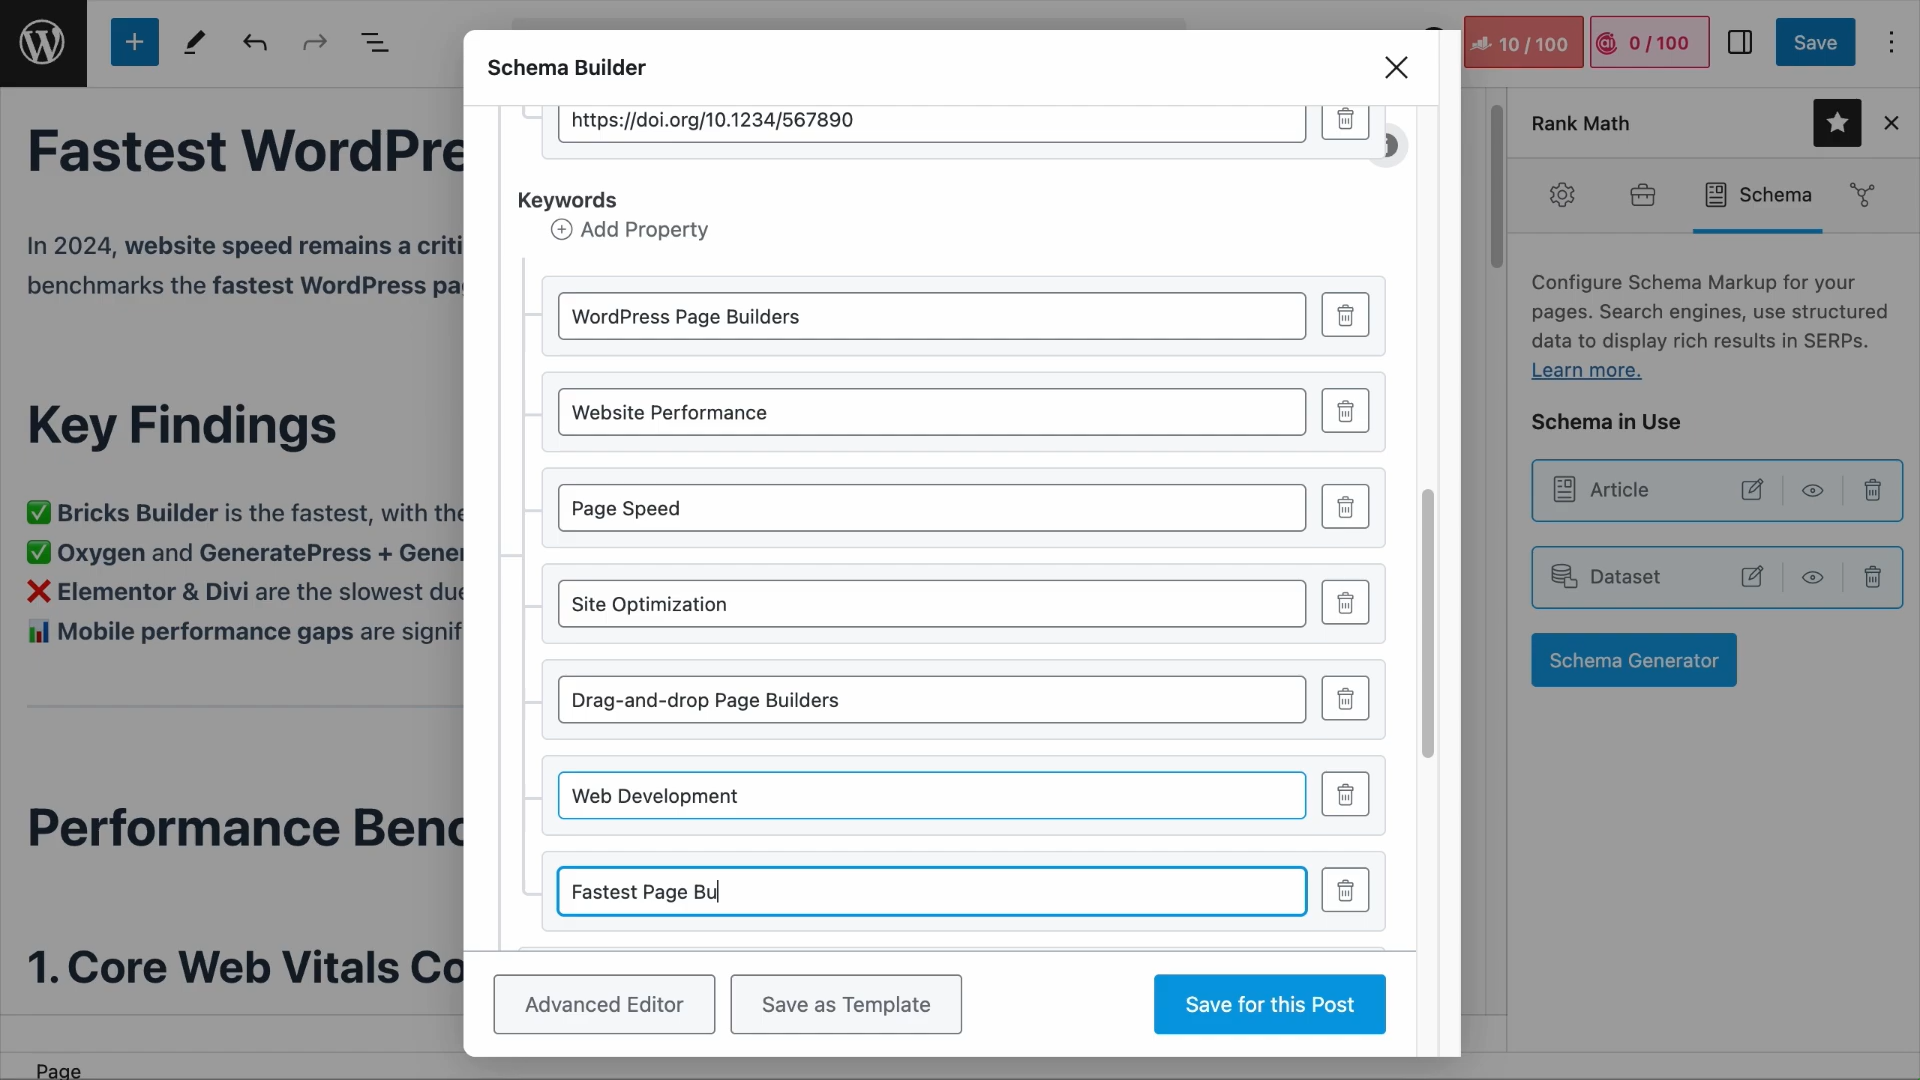 10 / 100
0 / 100
Save
Schema Builder
https://doi.org/10.1234/567890
Keywords
Add Property
WordPress Page Builders
Website Performance
Page Speed
Site Optimization
Drag-and-drop Page Builders
Web Development
Fastest Page Bu
Advanced Editor
Save as Template
Save for this Post
Fastest WordPre
In 2024, website speed remains a criti
benchmarks the fastest WordPress pa
Key Findings
✅ Bricks Builder is the fastest, with the
✅ Oxygen and GeneratePress + Gener
❌ Elementor & Divi are the slowest due
📊 Mobile performance gaps are signif
Performance Benc
1. Core Web Vitals Co
Page
Rank Math
Schema
Configure Schema Markup for your
pages. Search engines, use structured
data to display rich results in SERPs.
Learn more.
Schema in Use
Article
Dataset
Schema Generator